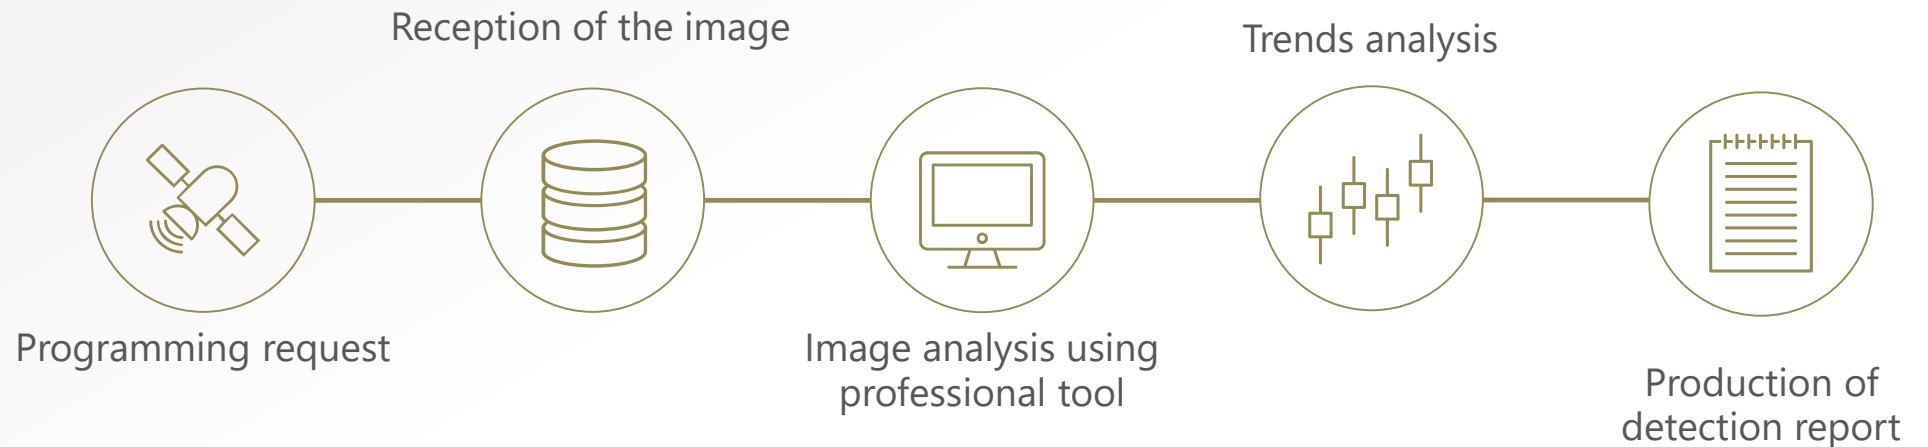 Reception of the image
Trends analysis
Programming request
Image analysis using
professional tool
Production of
detection report